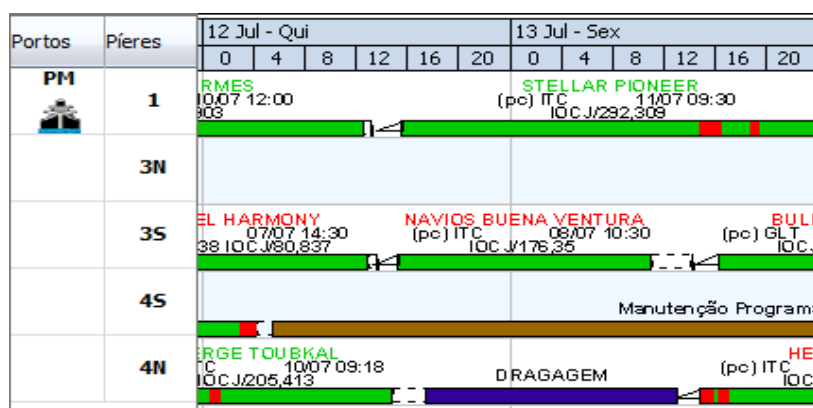 Portos Píeres 12 Jul - Qui 13 Jul - Sex
0 4 8 12 16 20 0 4 8 12 16 20
PM
1
RMES STELLAR PIONEER
10/07 12:00 (pc) ITC 11/07 09:30
903 IOCJ/292,309
3N
3S
EL HARMONY NAVIOS BUENA VENTURA BUL
07/07 14:30 (pc) ITC 08/07 10:30 (pc) GLT
38 IOCJ/80,837 IOCJ/176,35 IOC
4S
Manutenção Program
4N
RGE TOUBKAL HE
C 10/07 09:18 DRAGAGEM (pc) ITC
IOCJ/205,413 IOC